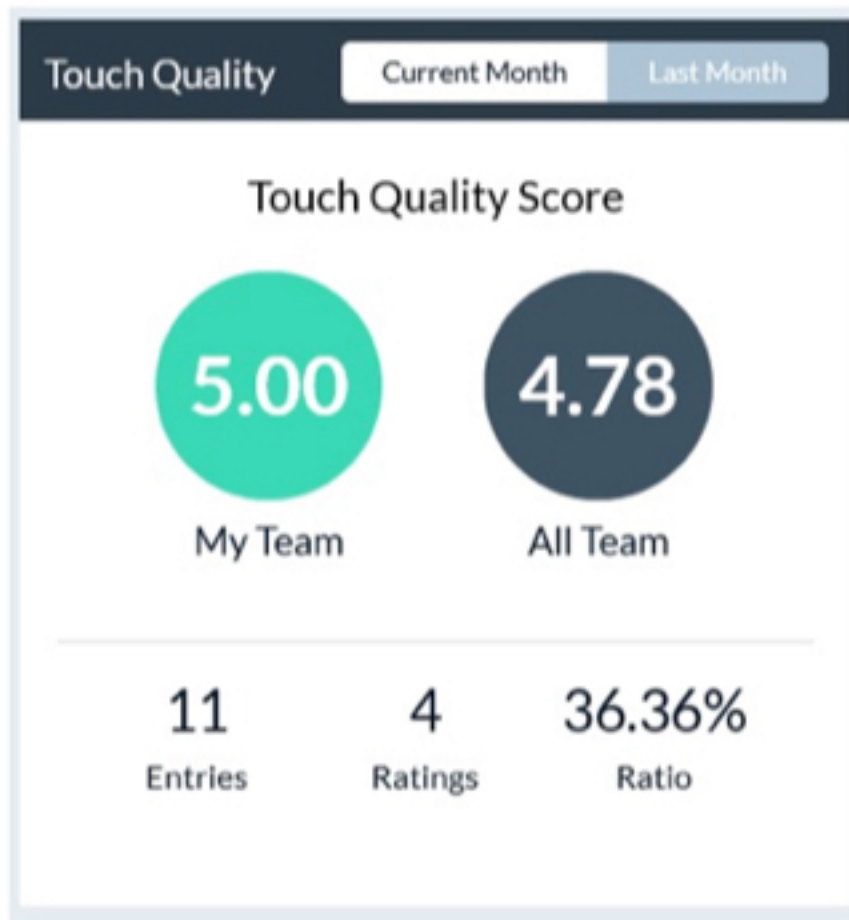 Touch Quality
Current Month
Last Month
Touch Quality Score
5.00
4.78
My Team
All Team
11
4
36.36%
Entries
Ratings
Ratio